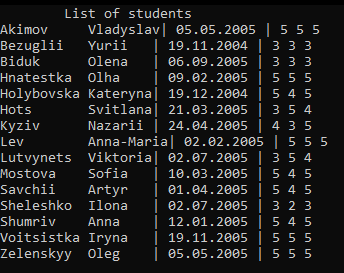 List of students
Akimov Vladyslav| 05.05.2005 | 5 5 5
Bezuglii Yurii | 19.11.2004 | 3 3 3
Biduk Olena | 06.09.2005 | 3 3 3
Hnatestka Olha | 09.02.2005 | 5 5 5
Holybovska Kateryna| 19.12.2004 | 5 4 5
Hots Svitlana| 21.03.2005 | 3 5 4
Kyziv Nazarii | 24.04.2005 | 4 3 5
Lev Anna-Maria| 02.02.2005 | 5 5 5
Lutvynets Viktoria| 02.07.2005 | 3 5 4
Mostova Sofia | 10.03.2005 | 5 4 5
Savchii Artyr | 01.04.2005 | 5 4 5
Sheleshko Ilona | 02.07.2005 | 3 2 3
Shumriv Anna | 12.01.2005 | 5 4 5
Voitsistka Iryna | 19.11.2005 | 5 5 5
Zelenskyy Oleg | 05.05.2005 | 5 5 5